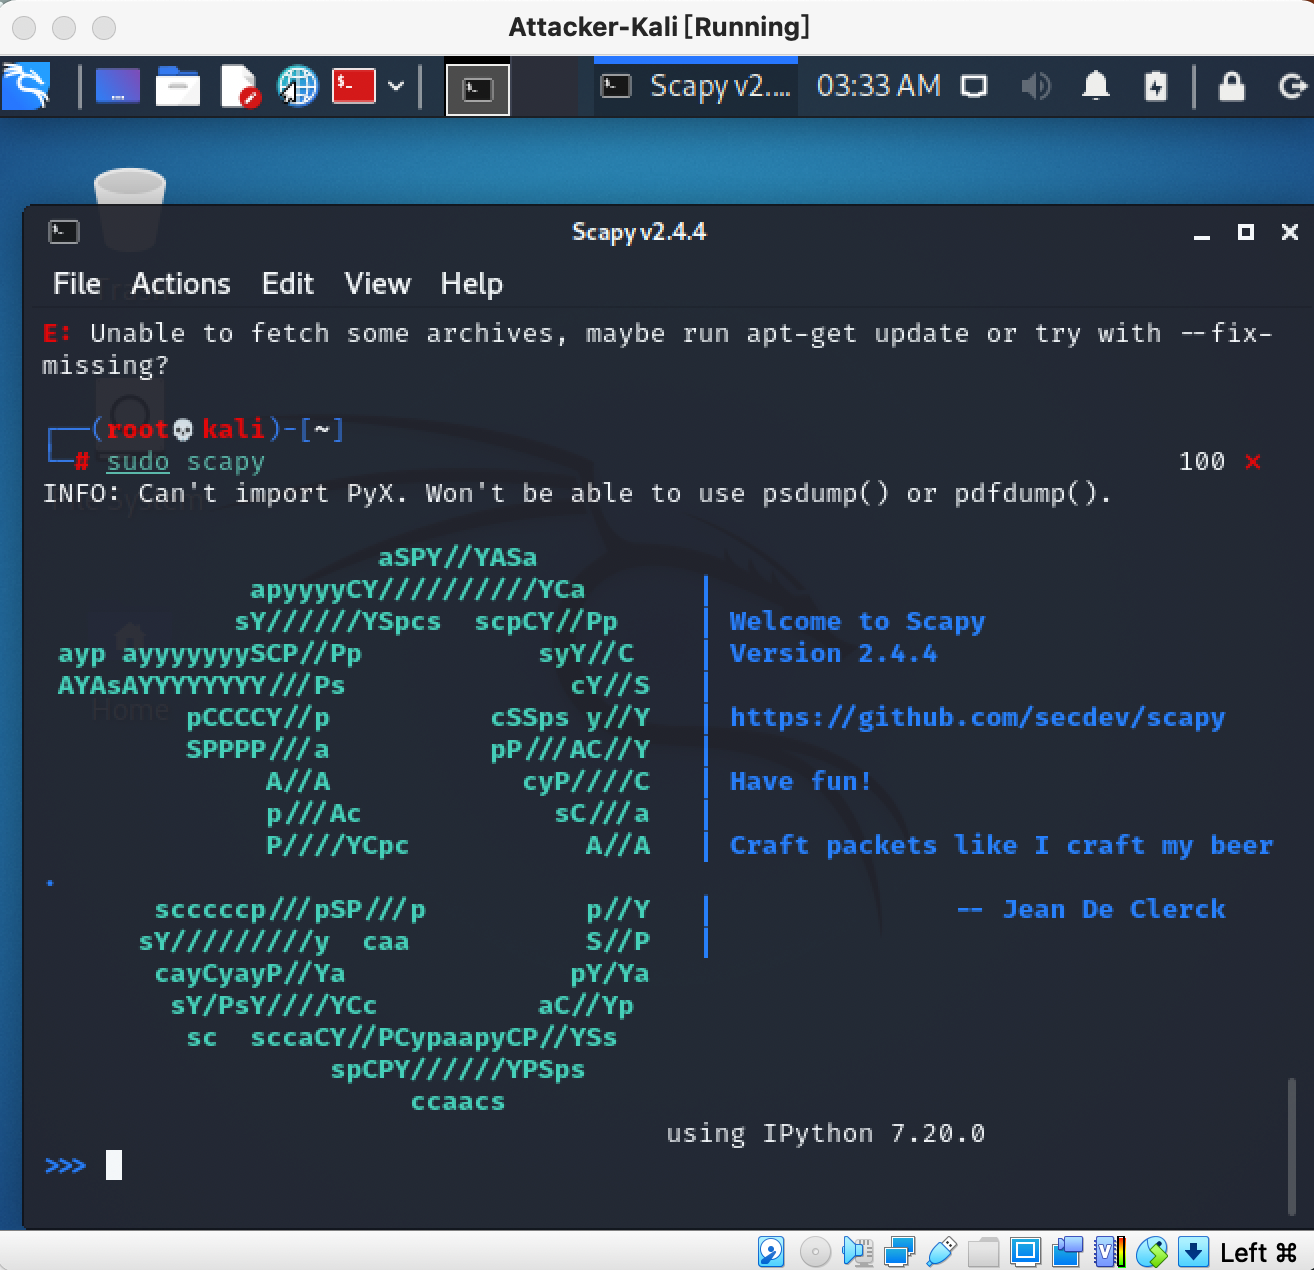 Attacker-Kali [Running]
Scapy v2.... 03:33 AM
Scapy v2.4.4
File Actions Edit View Help
E: Unable to fetch some archives, maybe run apt-get update or try with --fix-
missing?
┌──(root💀kali)-[~]
└─# sudo scapy 100 ⨯
INFO: Can't import PyX. Won't be able to use psdump() or pdfdump().
aSPY//YASa
apyyyyCY//////////YCa |
sY//////YSpcs scpCY//Pp | Welcome to Scapy
ayp ayyyyyyySCP//Pp syY//C | Version 2.4.4
AYAsAYYYYYYYY///Ps cY//S |
pCCCCY//p cSSps y//Y | https://github.com/secdev/scapy
SPPPP///a pP///AC//Y |
A//A cyP////C | Have fun!
p///Ac sC///a |
P////YCpc A//A | Craft packets like I craft my beer
.
scccccp///pSP///p p//Y | -- Jean De Clerck
sY/////////y caa S//P |
cayCyayP//Ya pY/Ya
sY/PsY////YCc aC//Yp
sc sccaCY//PCypaapyCP//YSs
spCPY//////YPSps
ccaacs
using IPython 7.20.0
>>>
Trash
File System
Home
Left ⌘